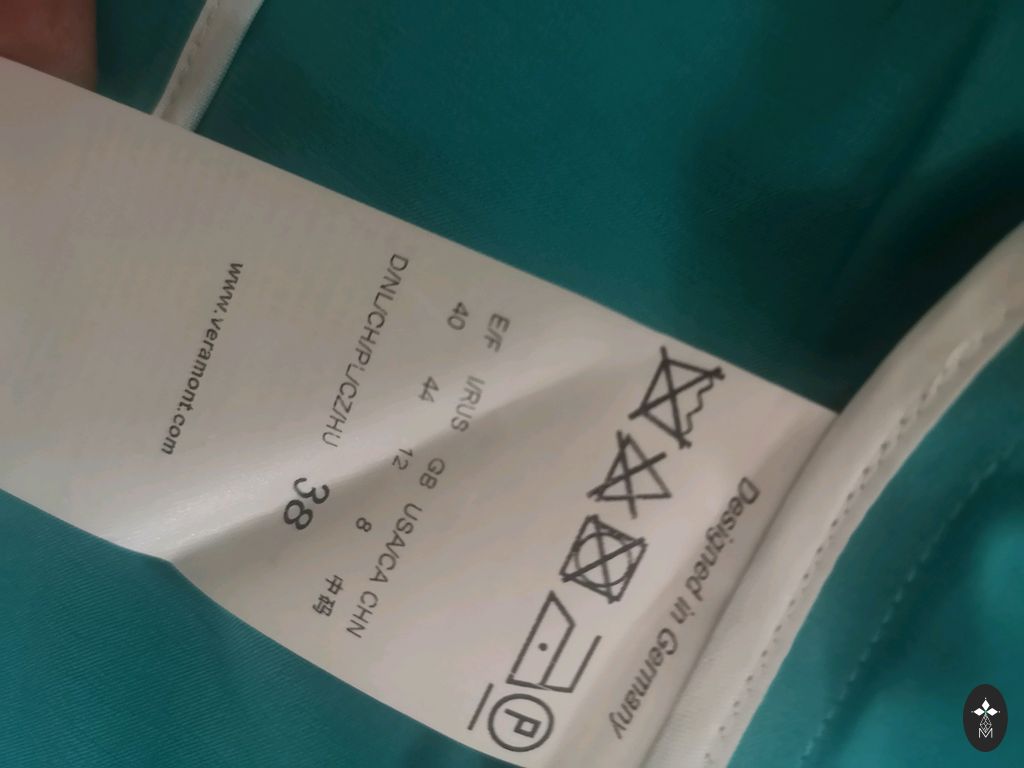 Designed in Germany
P
E/F I/RUS GB USA/CA CHN
40 44 12 8 中码
D/NL/CH/PL/CZ/HU 38
www.veramont.com
M